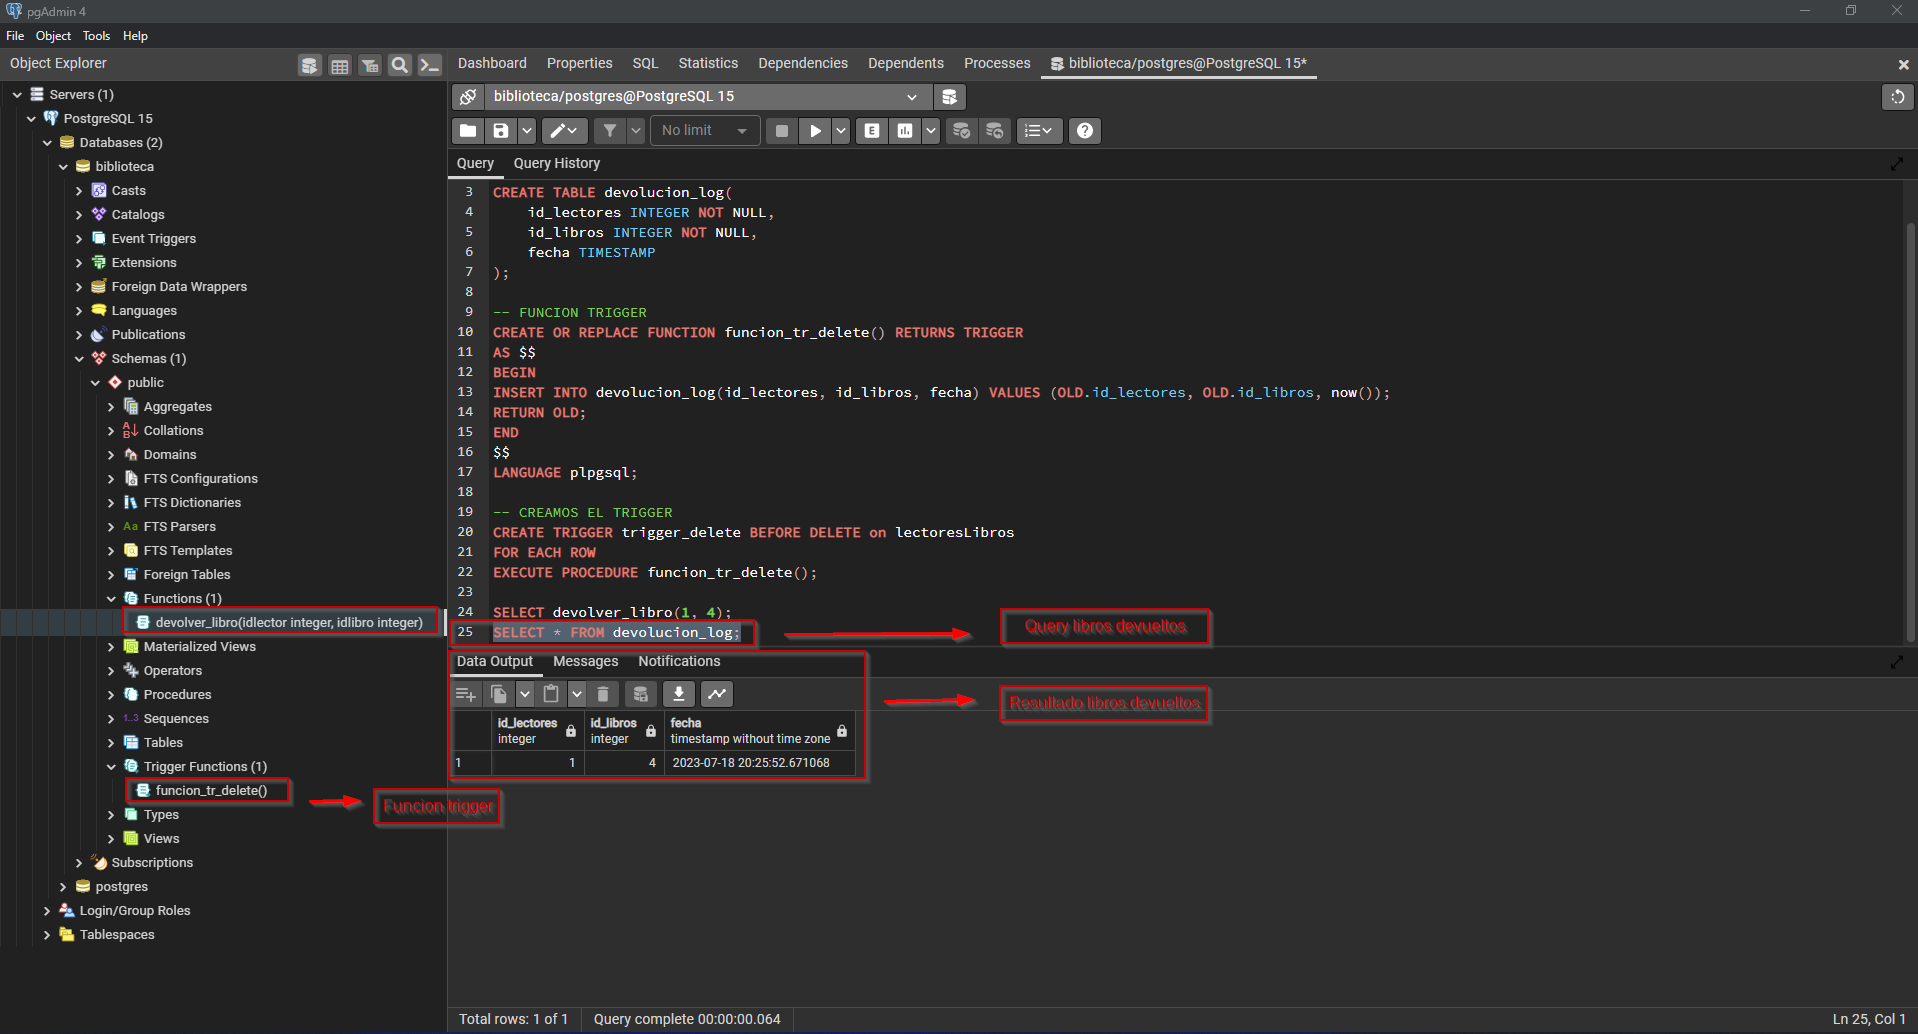 pgAdmin 4
File Object Tools Help
Object Explorer
Dashboard Properties SQL Statistics Dependencies Dependents Processes biblioteca/postgres@PostgreSQL 15*
Servers (1)
PostgreSQL 15
Databases (2)
biblioteca
Casts
Catalogs
Event Triggers
Extensions
Foreign Data Wrappers
Languages
Publications
Schemas (1)
public
Aggregates
Collations
Domains
FTS Configurations
FTS Dictionaries
Aa FTS Parsers
FTS Templates
Foreign Tables
Functions (1)
devolver_libro(idlector integer, idlibro integer)
Materialized Views
Operators
Procedures
1..3 Sequences
Tables
Trigger Functions (1)
funcion_tr_delete()
Funcion trigger
Types
Views
Subscriptions
postgres
Login/Group Roles
Tablespaces
biblioteca/postgres@PostgreSQL 15
No limit
E
Query Query History
3 CREATE TABLE devolucion_log(
4 id_lectores INTEGER NOT NULL,
5 id_libros INTEGER NOT NULL,
6 fecha TIMESTAMP
7 );
8
9 -- FUNCION TRIGGER
10 CREATE OR REPLACE FUNCTION funcion_tr_delete() RETURNS TRIGGER
11 AS $$
12 BEGIN
13 INSERT INTO devolucion_log(id_lectores, id_libros, fecha) VALUES (OLD.id_lectores, OLD.id_libros, now());
14 RETURN OLD;
15 END
16 $$
17 LANGUAGE plpgsql;
18
19 -- CREAMOS EL TRIGGER
20 CREATE TRIGGER trigger_delete BEFORE DELETE on lectoresLibros
21 FOR EACH ROW
22 EXECUTE PROCEDURE funcion_tr_delete();
23
24 SELECT devolver_libro(1, 4);
25 SELECT * FROM devolucion_log;
Query libros devueltos
Data Output Messages Notifications
Resultado libros devueltos
id_lectores integer
id_libros integer
fecha timestamp without time zone
1 1 4 2023-07-18 20:25:52.671068
Total rows: 1 of 1 Query complete 00:00:00.064 Ln 25, Col 1